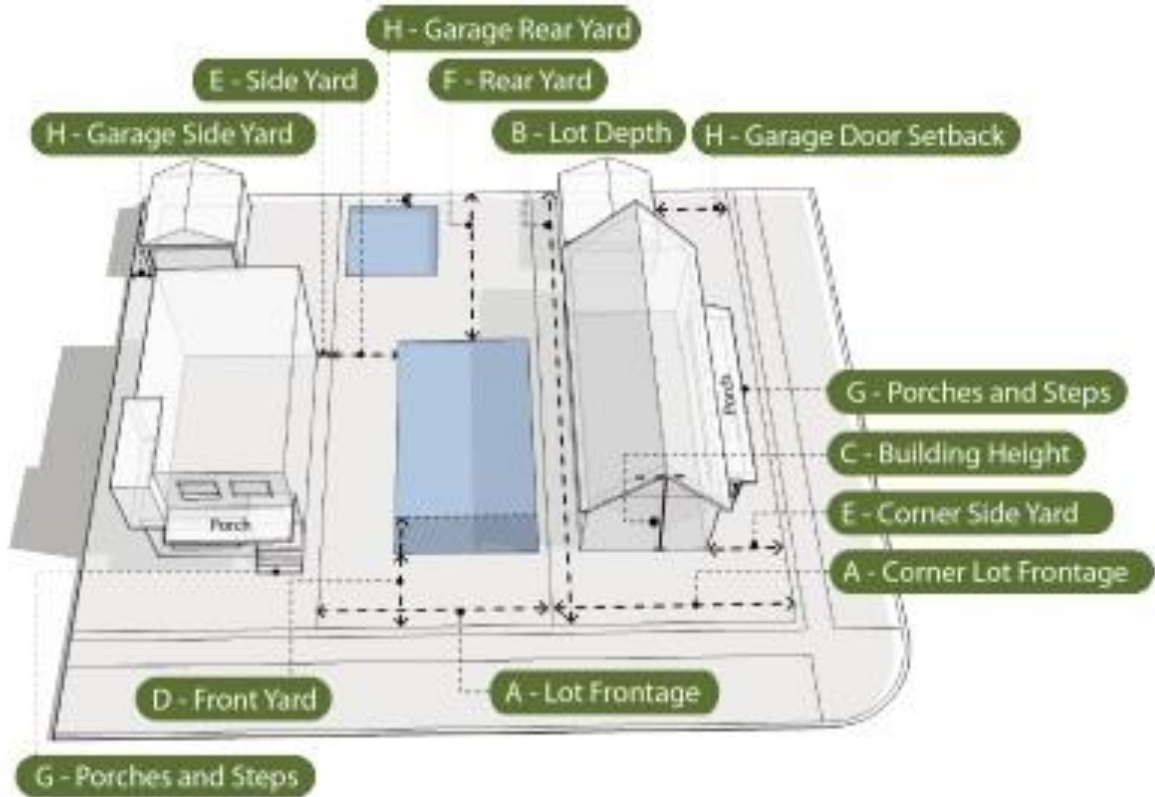 H - Garage Rear Yard
E - Side Yard
F - Rear Yard
H - Garage Side Yard
B - Lot Depth
H - Garage Door Setback
Porch
G - Porches and Steps
C - Building Height
E - Corner Side Yard
Porch
A - Corner Lot Frontage
D - Front Yard
A - Lot Frontage
G - Porches and Steps